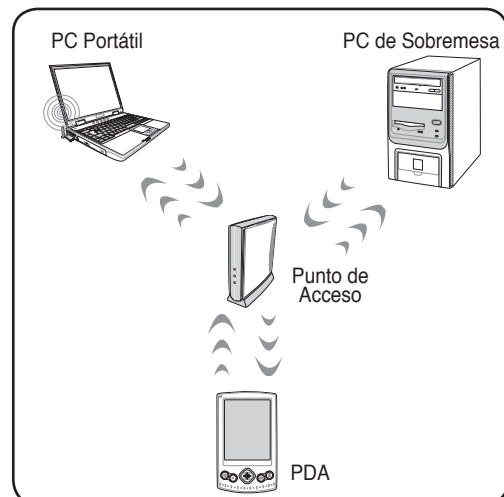 PC Portátil
PC de Sobremesa
Punto de
Acceso
PDA